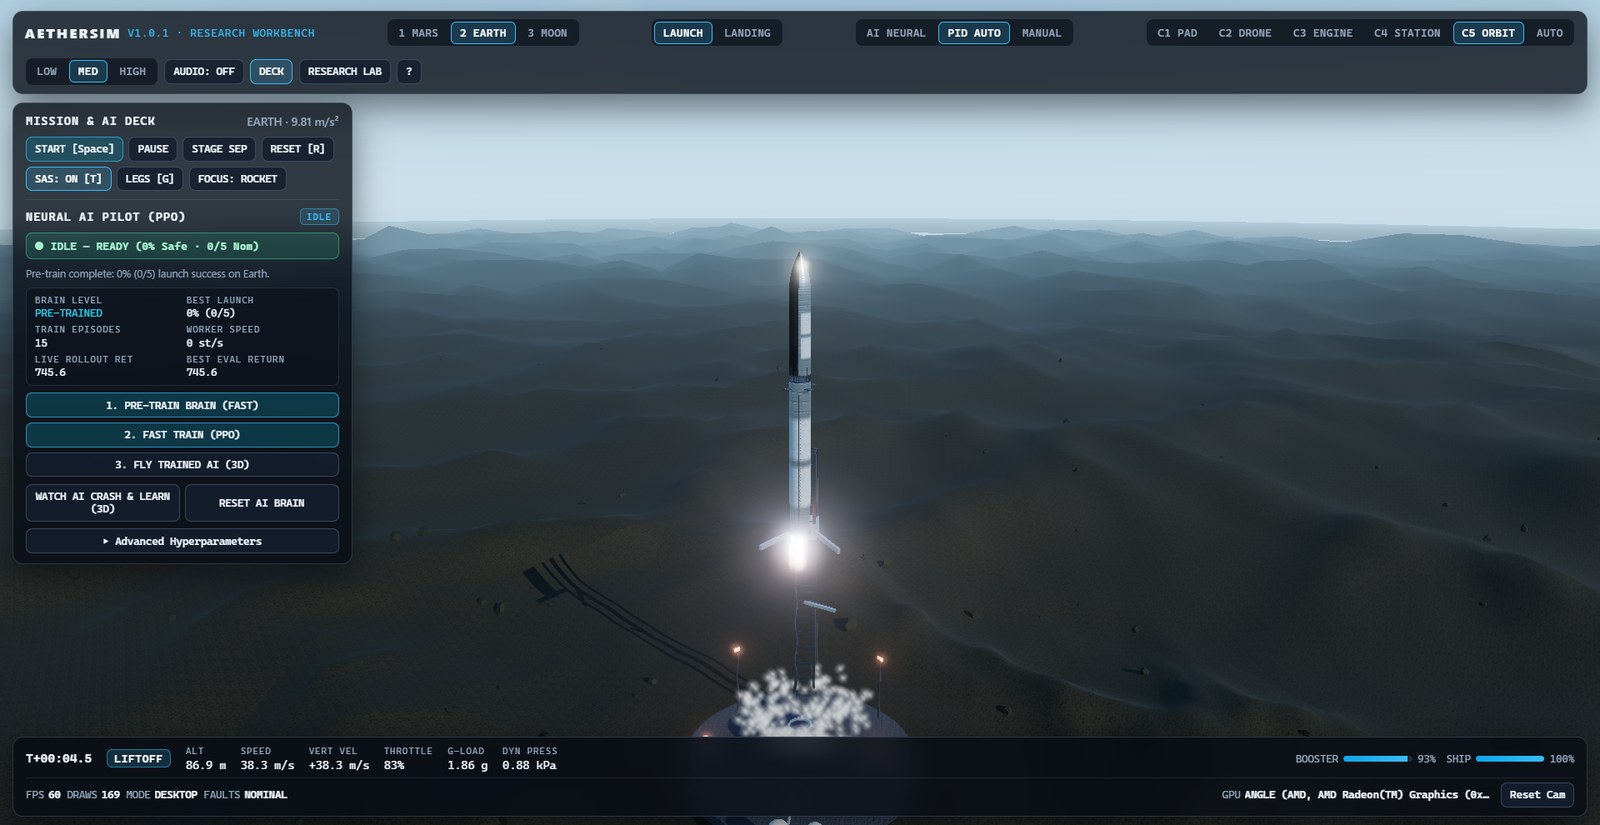 AETHERSIM V1.0.1 · RESEARCH WORKBENCH 1 MARS 2 EARTH 3 MOON LAUNCH LANDING AI NEURAL PID AUTO MANUAL C1 PAD C2 DRONE C3 ENGINE C4 STATION C5 ORBIT AUTO
LOW MED HIGH AUDIO: OFF DECK RESEARCH LAB ?
MISSION & AI DECK EARTH · 9.81 m/s²
START [Space] PAUSE STAGE SEP RESET [R]
SAS: ON [T] LEGS [G] FOCUS: ROCKET
NEURAL AI PILOT (PPO) IDLE
IDLE — READY (0% Safe · 0/5 Nom)
Pre-train complete: 0% (0/5) launch success on Earth.
BRAIN LEVEL BEST LAUNCH
PRE-TRAINED 0% (0/5)
TRAIN EPISODES WORKER SPEED
15 0 st/s
LIVE ROLLOUT RET BEST EVAL RETURN
745.6 745.6
1. PRE-TRAIN BRAIN (FAST)
2. FAST TRAIN (PPO)
3. FLY TRAINED AI (3D)
WATCH AI CRASH & LEARN
(3D)
RESET AI BRAIN
▸ Advanced Hyperparameters
ALT SPEED VERT VEL THROTTLE G-LOAD DYN PRESS
T+00:04.5 LIFTOFF 86.9 m 38.3 m/s +38.3 m/s 83% 1.86 g 0.88 kPa BOOSTER 93% SHIP 100%
FPS 60 DRAWS 169 MODE DESKTOP FAULTS NOMINAL GPU ANGLE (AMD, AMD Radeon(TM) Graphics (0x… Reset Cam